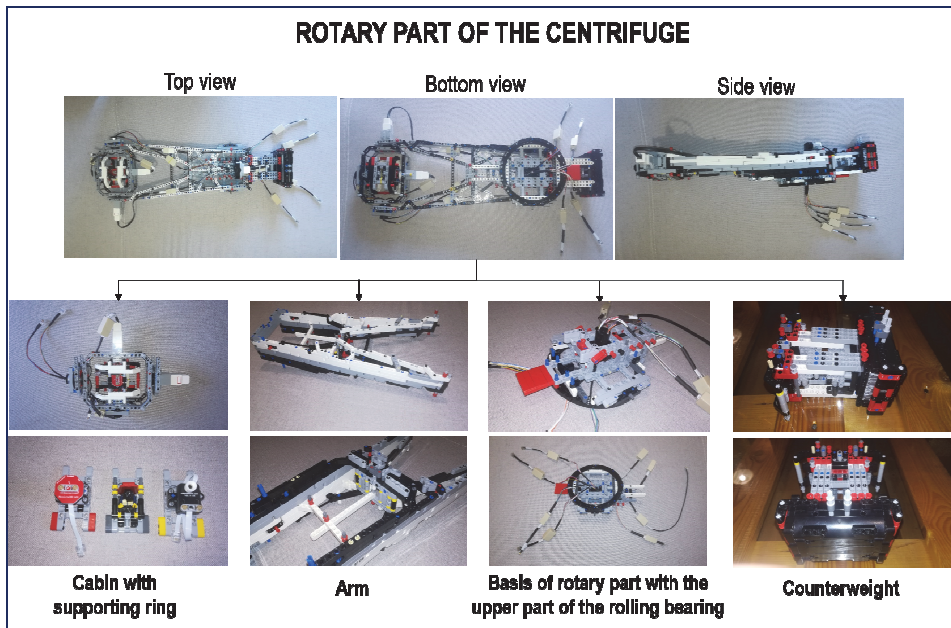 ROTARY PART OF THE CENTRIFUGE
Top view
Bottom view
Side view
Cabin with
supporting ring
Arm
Basis of rotary part with the
upper part of the rolling bearing
Counterweight